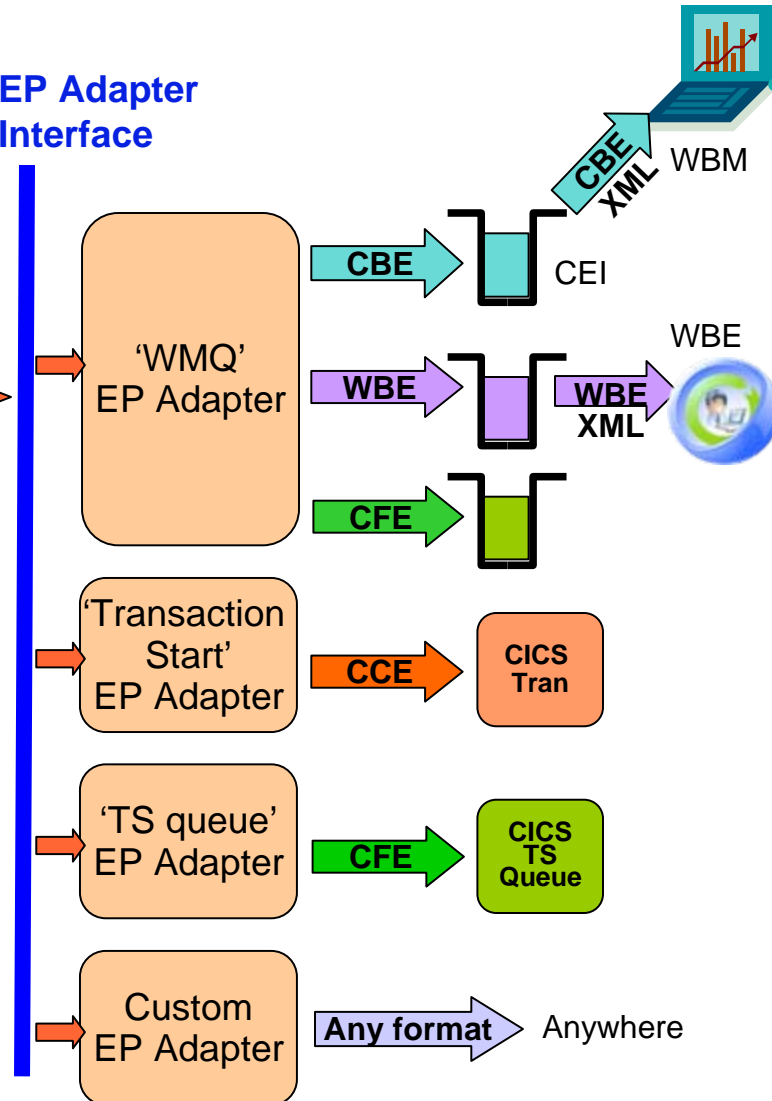 EP Adapter
Interface
CBE
XML
WBM
‘WMQ’
EP Adapter
CBE
CEI
WBE
WBE
WBE
XML
CFE
‘Transaction
Start’
EP Adapter
CCE
CICS
Tran
‘TS queue’
EP Adapter
CFE
CICS
TS
Queue
Custom
EP Adapter
Any format
Anywhere